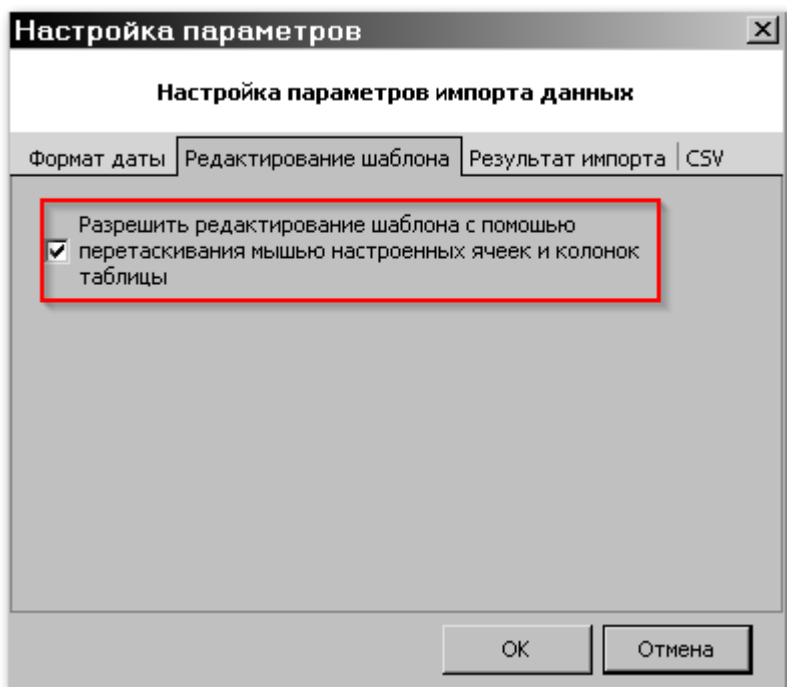 Настройка параметров
Настройка параметров импорта данных
Формат даты Редактирование шаблона Результат импорта CSV
Разрешить редактирование шаблона с помошью
перетаскивания мышью настроенных ячеек и колонок
таблицы
OK Отмена